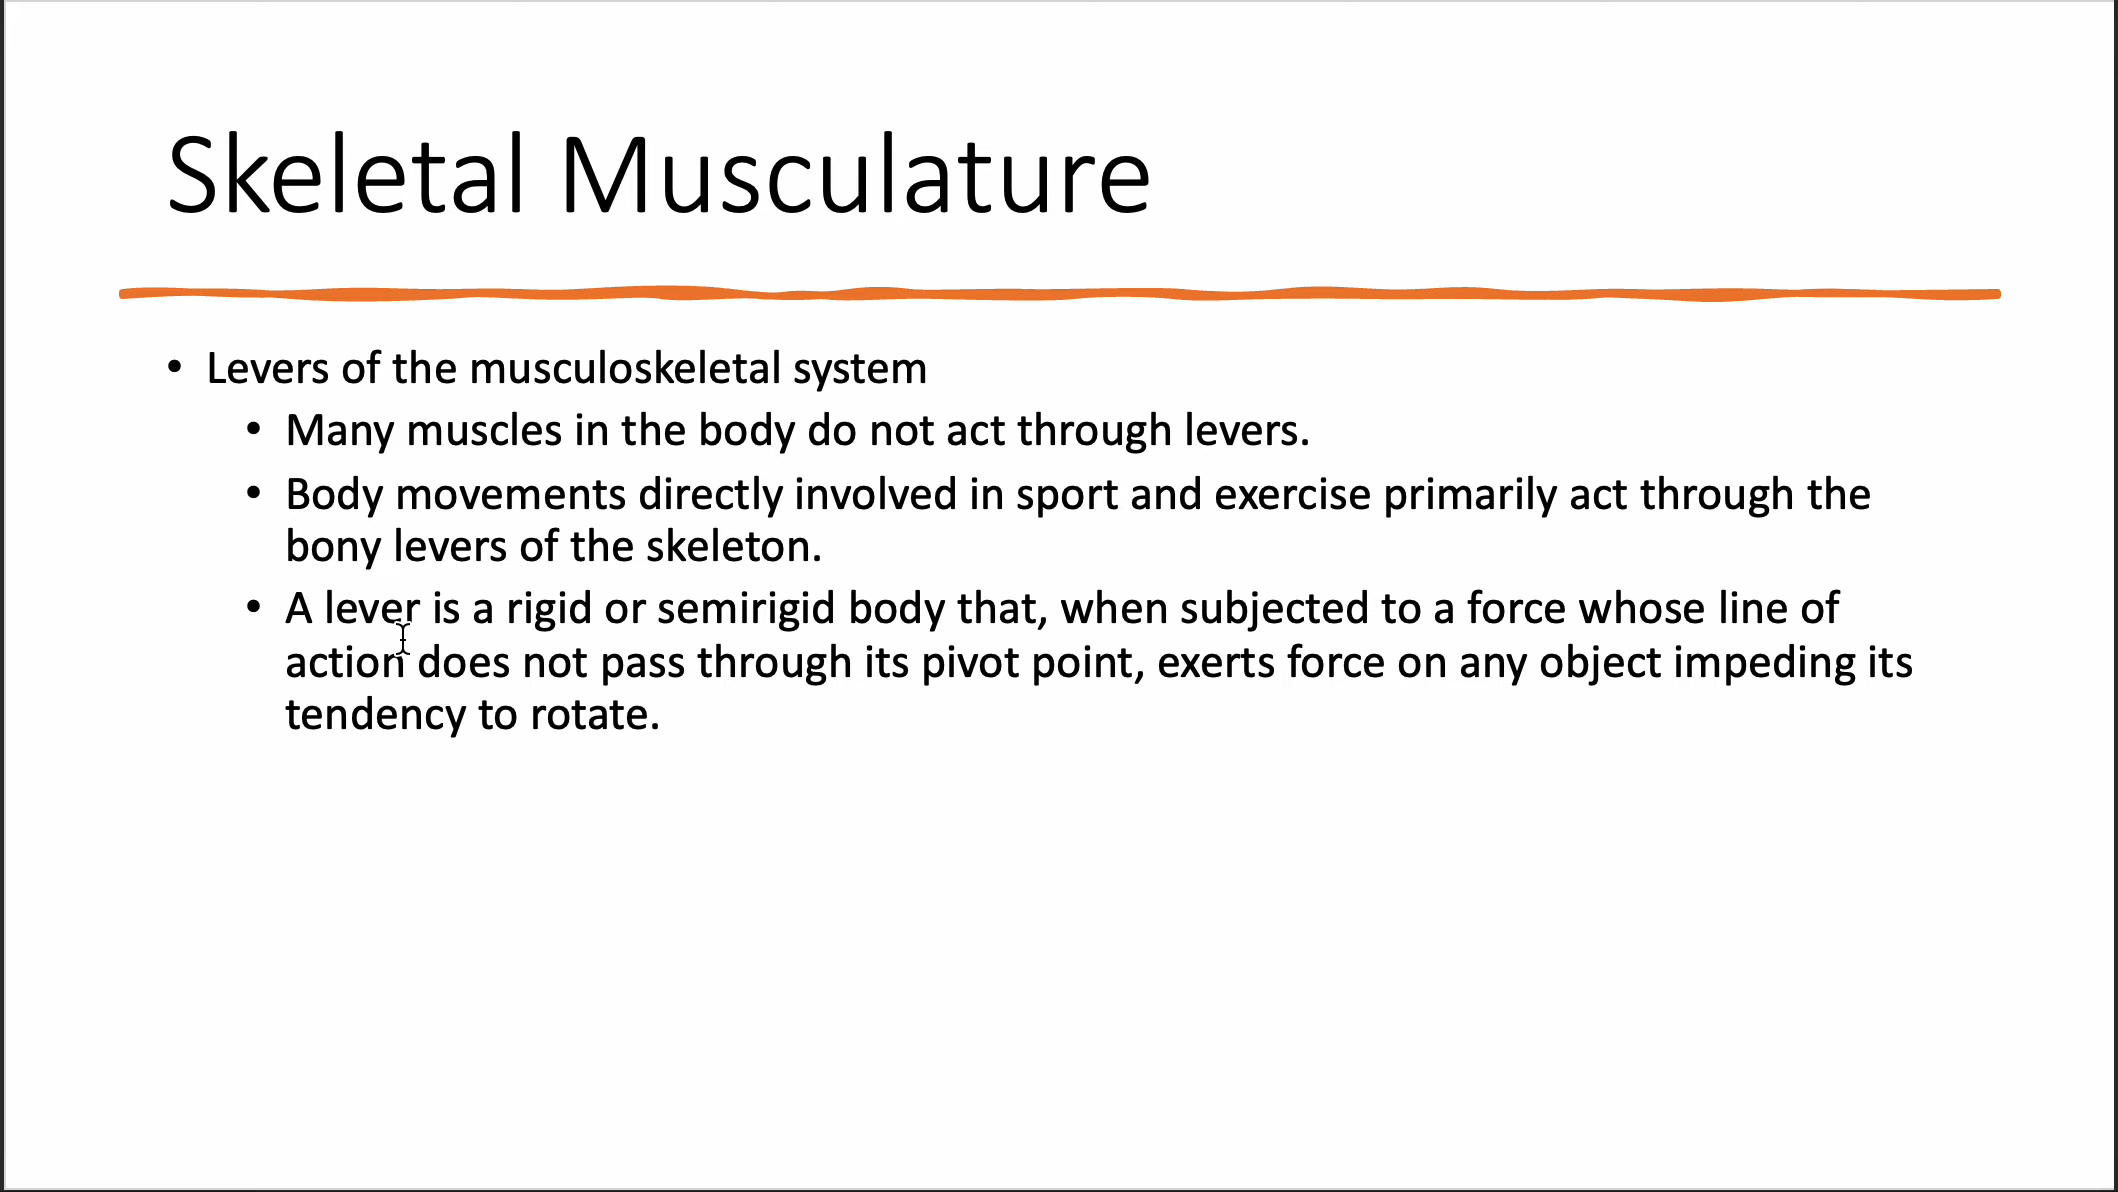 Skeletal Musculature
• Levers of the musculoskeletal system
• Many muscles in the body do not act through levers.
• Body movements directly involved in sport and exercise primarily act through the
bony levers of the skeleton.
• A lever is a rigid or semirigid body that, when subjected to a force whose line of
action does not pass through its pivot point, exerts force on any object impeding its
tendency to rotate.